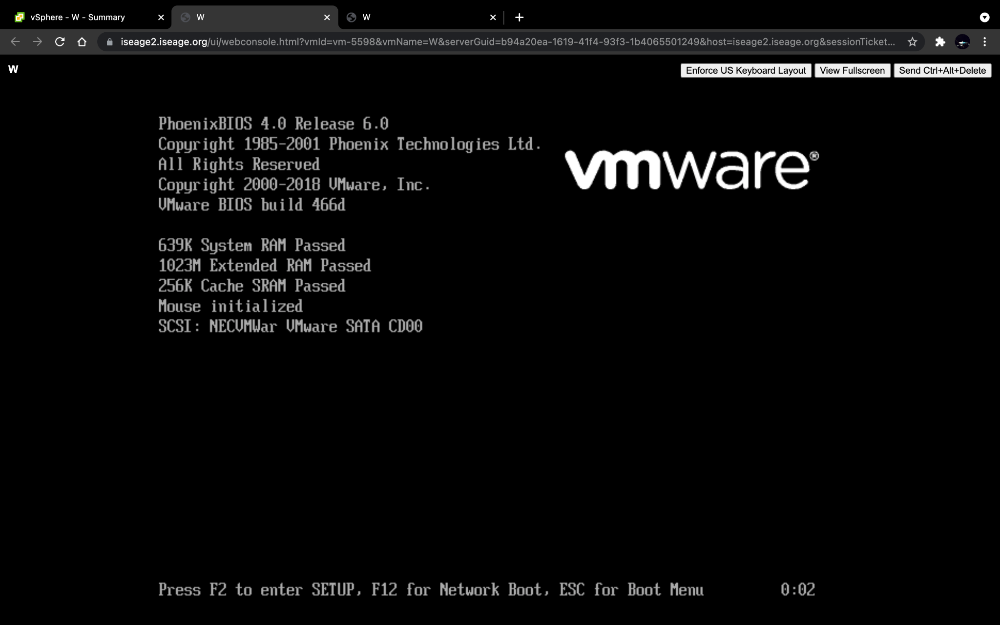 vSphere - W - Summary
W
W
iseage2.iseage.org/ui/webconsole.html?vmId=vm-5598&vmName=W&serverGuid=b94a20ea-1619-41f4-93f3-1b4065501249&host=iseage2.iseage.org&sessionTicket...
W
Enforce US Keyboard Layout
View Fullscreen
Send Ctrl+Alt+Delete
PhoenixBIOS 4.0 Release 6.0
Copyright 1985-2001 Phoenix Technologies Ltd.
All Rights Reserved
Copyright 2000-2018 VMware, Inc.
VMware BIOS build 466d
vmware®
639K System RAM Passed
1023M Extended RAM Passed
256K Cache SRAM Passed
Mouse initialized
SCSI: NECVMWar VMware SATA CD00
Press F2 to enter SETUP, F12 for Network Boot, ESC for Boot Menu 0:02